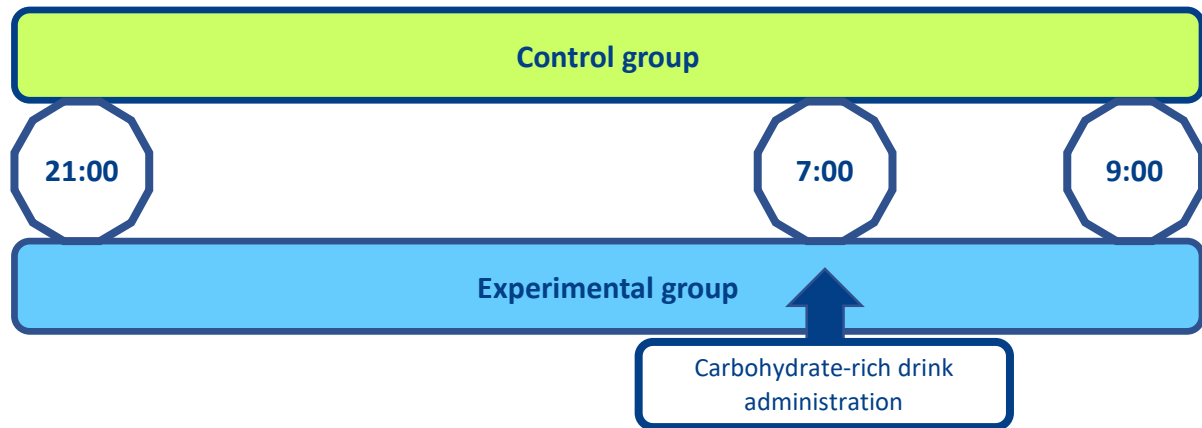 Control group
21:00
7:00
9:00
Experimental group
Carbohydrate-rich drink
administration